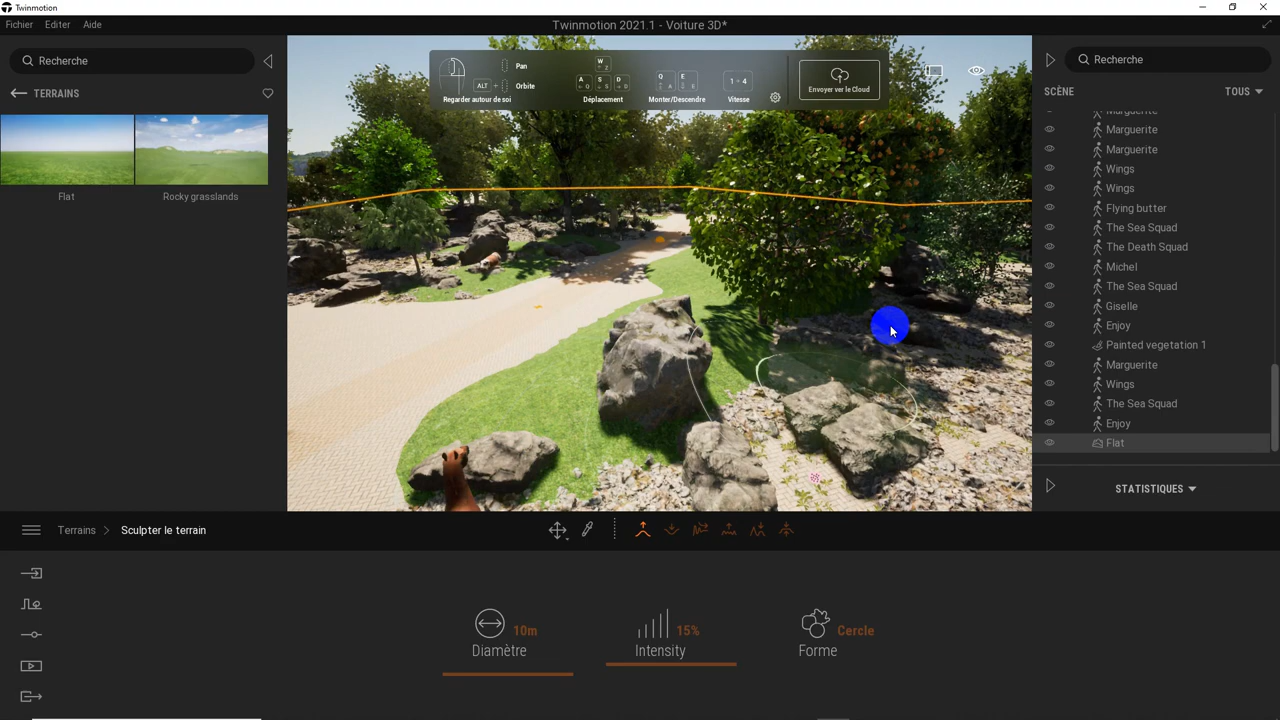 Twinmotion
Fichier Editer Aide
Twinmotion 2021.1 - Voiture 3D*
Recherche
TERRAINS
Flat
Rocky grasslands
Pan
ALT +
Orbite
Regarder autour de soi
W
Z
A S D
Q S D
Déplacement
Q E
A E
Monter/Descendre
1 ÷ 4
Vitesse
Envoyer ver le Cloud
Recherche
SCÈNE
TOUS
Marguerite
Marguerite
Marguerite
Wings
Wings
Flying butter
The Sea Squad
The Death Squad
Michel
The Sea Squad
Giselle
Enjoy
Painted vegetation 1
Marguerite
Wings
The Sea Squad
Enjoy
Flat
STATISTIQUES
Terrains
Sculpter le terrain
10m
Diamètre
15%
Intensity
Cercle
Forme